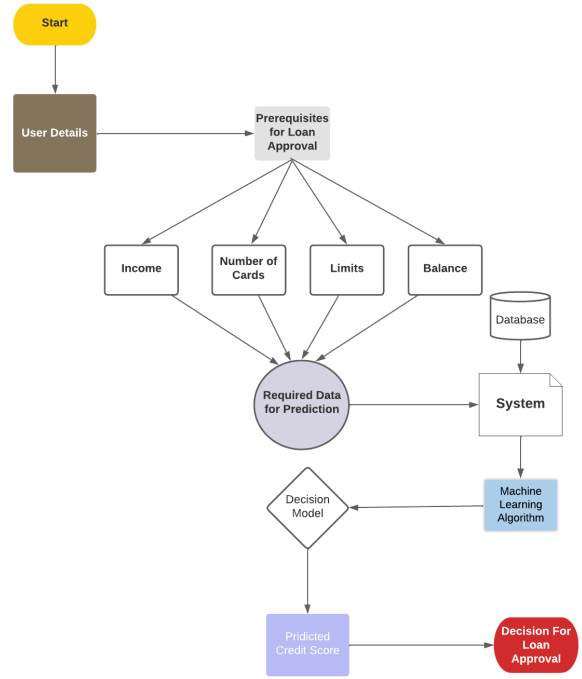 Start
User Details
Prerequisites
for Loan
Approval
Income
Number of
Cards
Limits
Balance
Database
Required Data
for Prediction
System
Decision
Model
Machine
Learning
Algorithm
Pridicted
Credit Score
Decision For
Loan
Approval